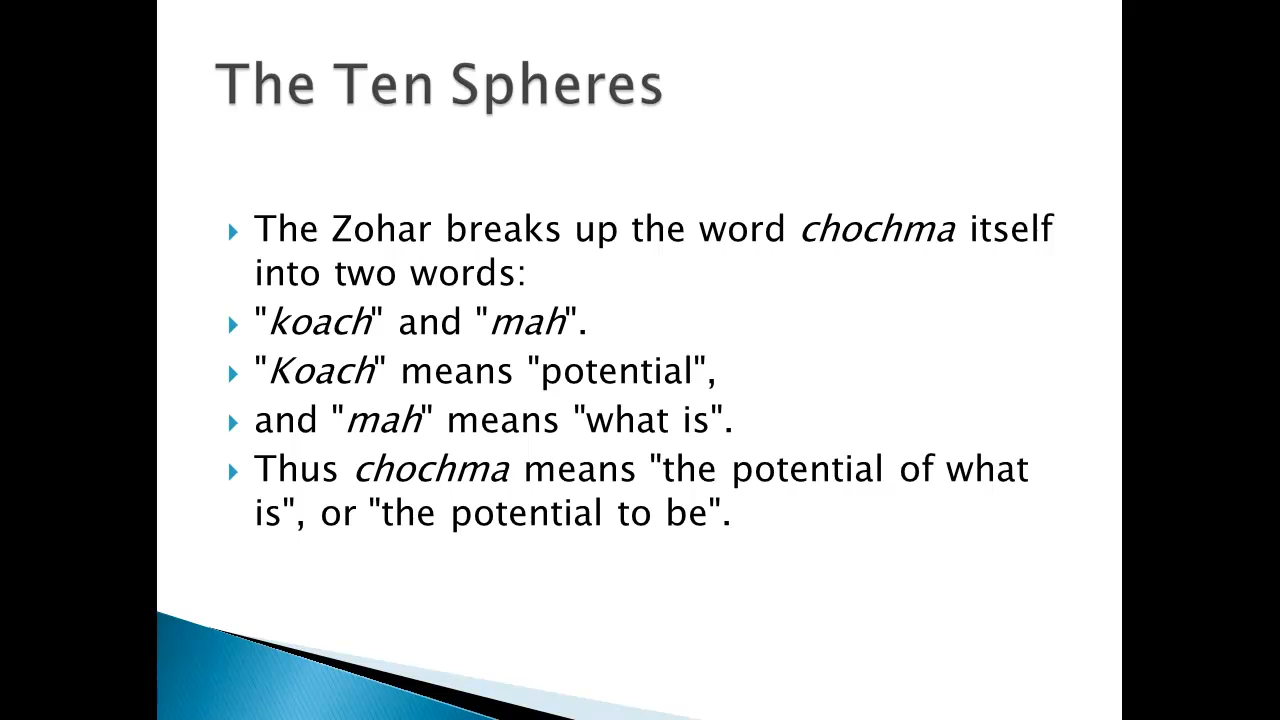 The Ten Spheres
The Zohar breaks up the word chochma itself
into two words:
"koach" and "mah".
"Koach" means "potential",
and "mah" means "what is".
Thus chochma means "the potential of what
is", or "the potential to be".